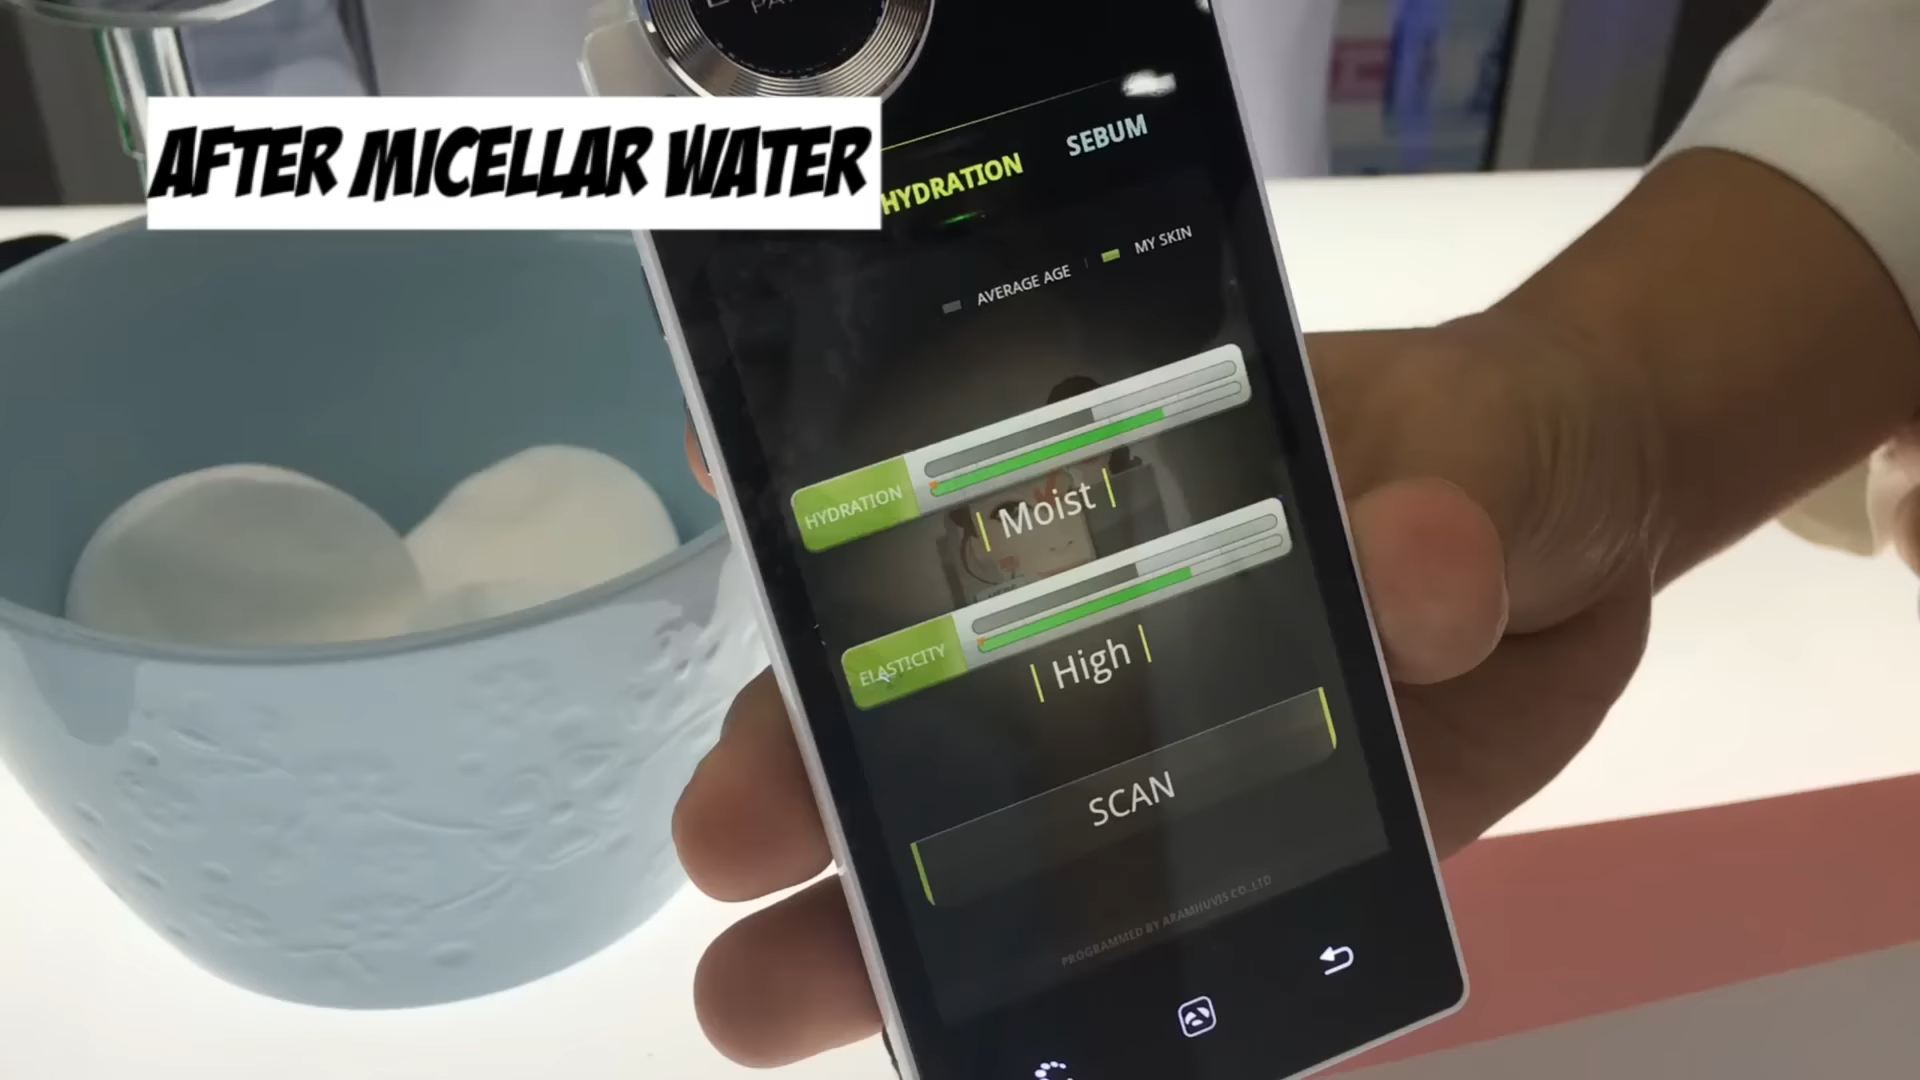 AFTER MICELLAR WATER
HYDRATION
SEBUM
AVERAGE AGE
MY SKIN
HYDRATION
| Moist |
ELASTICITY
| High |
SCAN
PROGRAMMED BY ARAMHUVIS CO.,LTD